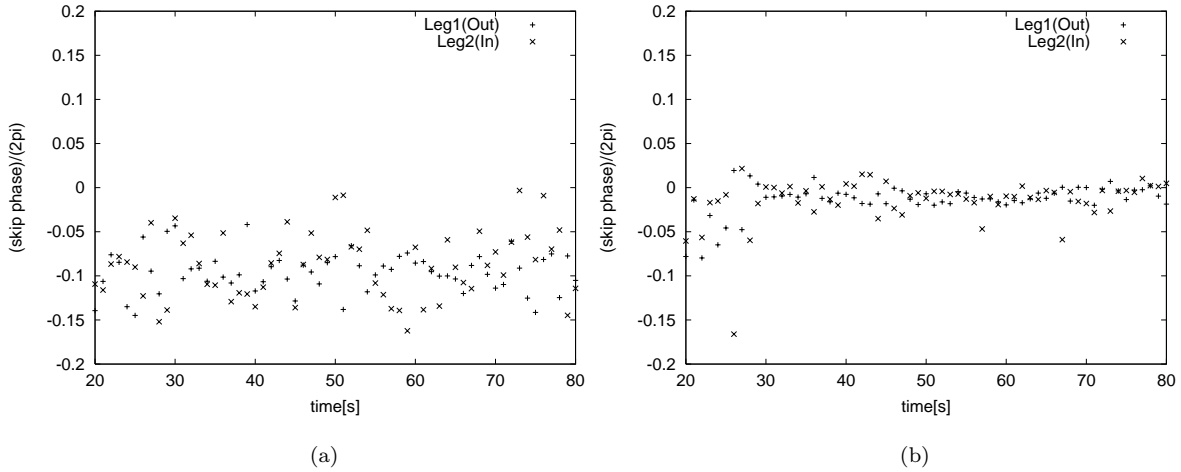 0.2
0.15
0.1
0.05
0
-0.05
-0.1
-0.15
-0.2
(skip phase)/(2pi)
20 30 40 50 60 70 80
time[s]
Leg1(Out)
Leg2(In)
(a)
0.2
0.15
0.1
0.05
0
-0.05
-0.1
-0.15
-0.2
(skip phase)/(2pi)
20 30 40 50 60 70 80
time[s]
Leg1(Out)
Leg2(In)
(b)